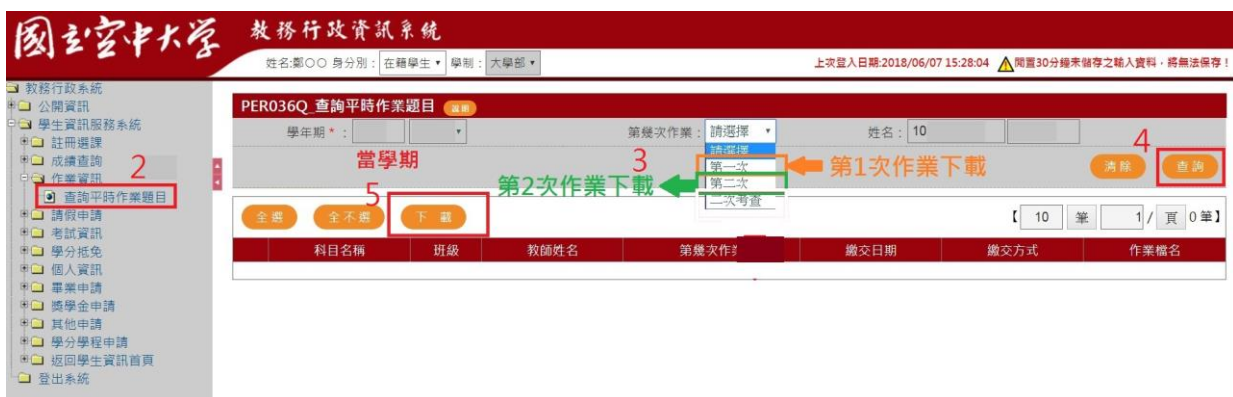 國立空中大學 教務行政資訊系統
姓名:鄭○○ 身分別： 在籍學生 學制： 大學部
上次登入日期:2018/06/07 15:28:04 閒置30分鐘未儲存之輸入資料，將無法保存！
教務行政系統
公開資訊
學生資訊服務系統
註冊選課
成績查詢
作業資訊
2
查詢平時作業題目
請假申請
考試資訊
學分抵免
個人資訊
畢業申請
獎學金申請
其他申請
學分學程申請
返回學生資訊首頁
登出系統
PER036Q_查詢平時作業題目 說明
學年期*： 第幾次作業： 請選擇 姓名： 10
當學期
3
請選擇
第一次
第二次
二次考查
第1次作業下載
第2次作業下載
4
清除 查詢
5
全選 全不選 下載
【 10 筆 1 / 頁 0筆】
科目名稱 班級 教師姓名 第幾次作業 繳交日期 繳交方式 作業檔名